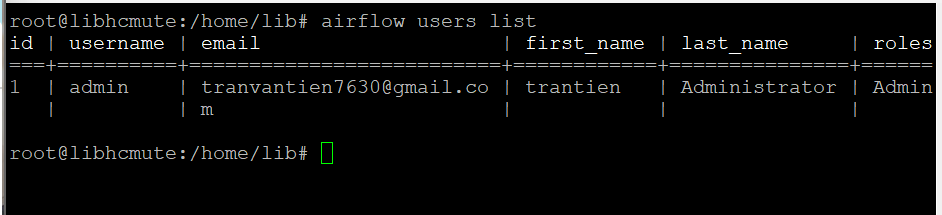 root@libhcmute:/home/lib# airflow users list
id | username | email                     | first_name | last_name     | roles
===+==========+===========================+============+===============+======
1  | admin    | tranvantien7630@gmail.co  | trantien   | Administrator | Admin
   |          | m                         |            |               |
root@libhcmute:/home/lib#